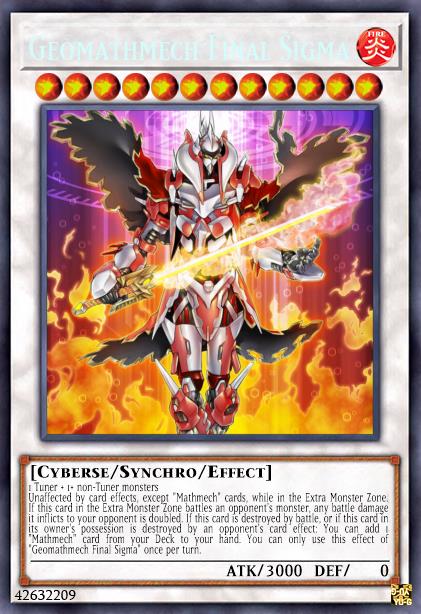 Geomathmech Final Sigma
FIRE
炎
[Cyberse/Synchro/Effect]
1 Tuner + 1+ non-Tuner monsters
Unaffected by card effects, except "Mathmech" cards, while in the Extra Monster Zone.
If this card in the Extra Monster Zone battles an opponent's monster, any battle damage
it inflicts to your opponent is doubled. If this card is destroyed by battle, or if this card in
its owner's possession is destroyed by an opponent's card effect: You can add 1
"Mathmech" card from your Deck to your hand. You can only use this effect of
"Geomathmech Final Sigma" once per turn.
ATK/3000 DEF/ 0
42632209